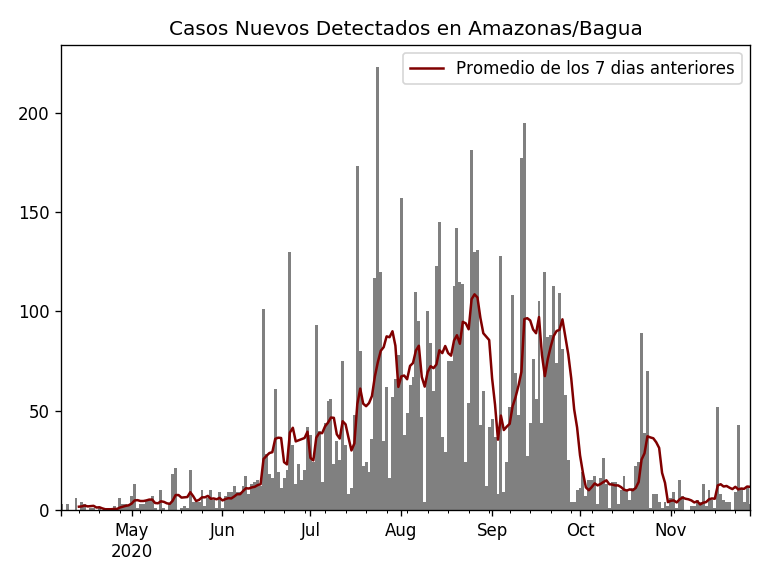 Casos Nuevos Detectados en Amazonas/Bagua
Promedio de los 7 dias anteriores
200
150
100
50
0
May Jun Jul Aug Sep Oct Nov
2020